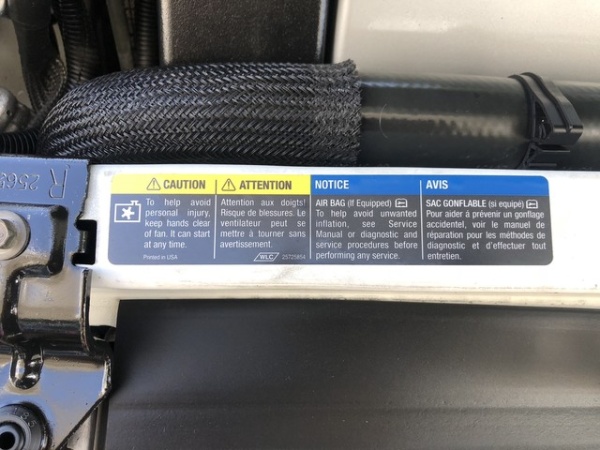 CAUTION
To help avoid
personal injury,
keep hands clear
of fan. It can start
at any time.
Printed in USA
ATTENTION
Attention aux doigts!
Risque de blessures. Le
ventilateur peut se
mettre à tourner sans
avertissement.
WLC 25725854
NOTICE
AIR BAG (If Equipped)
To help avoid unwanted
inflation, see Service
Manual or diagnostic and
service procedures before
performing any service.
AVIS
SAC GONFLABLE (si equipé)
Pour aider à prévenir un gonflage
accidentel, voir le manuel de
réparation pour les méthodes de
diagnostic et d'effectuer tout
entretien.
R